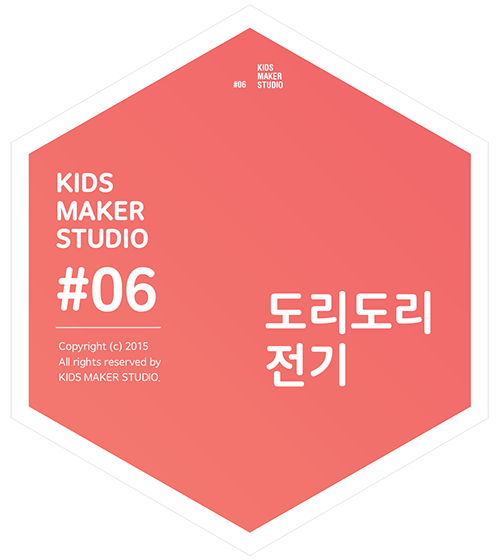 #06
KIDS
MAKER
STUDIO
KIDS
MAKER
STUDIO
#06
Copyright (c) 2015
All rights reserved by
KIDS MAKER STUDIO.
도리도리
전기